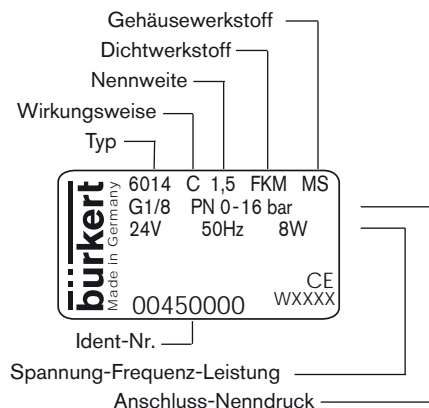 Gehäusewerkstoff
Dichtwerkstoff
Nennweite
Wirkungsweise
Typ
bürkert
Made in Germany
6014 C 1,5 FKM MS
G1/8 PN 0-16 bar
24V 50Hz 8W
CE
00450000 WXXXX
Ident-Nr.
Spannung-Frequenz-Leistung
Anschluss-Nenndruck